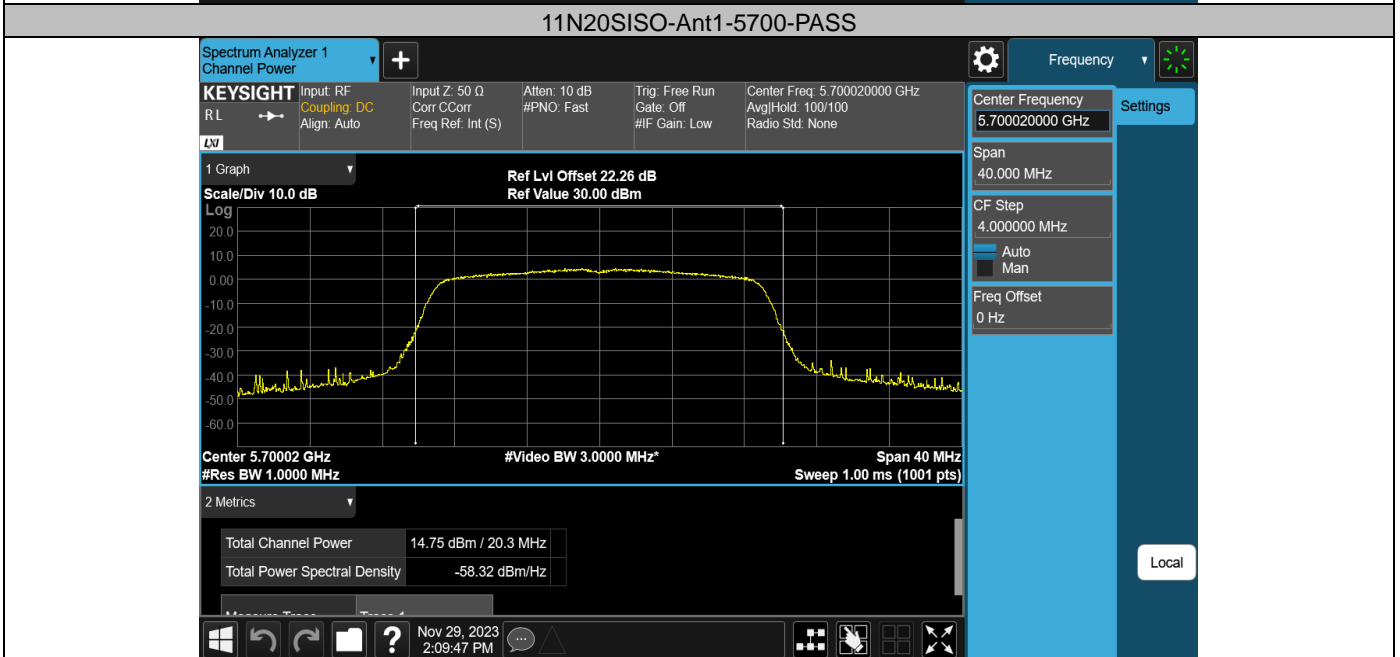 11N20SISO-Ant1-5700-PASS
Spectrum Analyzer 1
Channel Power
+
Frequency
KEYSIGHT
RL
LXI
Input: RF
Coupling: DC
Align: Auto
Input Z: 50 Ω
Corr CCorr
Freq Ref: Int (S)
Atten: 10 dB
#PNO: Fast
Trig: Free Run
Gate: Off
#IF Gain: Low
Center Freq: 5.700020000 GHz
Avg|Hold: 100/100
Radio Std: None
Center Frequency
5.700020000 GHz
Settings
Span
40.000 MHz
CF Step
4.000000 MHz
Auto
Man
Freq Offset
0 Hz
1 Graph
Scale/Div 10.0 dB
Ref Lvl Offset 22.26 dB
Ref Value 30.00 dBm
Log
20.0
10.0
0.00
-10.0
-20.0
-30.0
-40.0
-50.0
-60.0
Center 5.70002 GHz
#Video BW 3.0000 MHz*
Span 40 MHz
#Res BW 1.0000 MHz
Sweep 1.00 ms (1001 pts)
2 Metrics
Total Channel Power 14.75 dBm / 20.3 MHz
Total Power Spectral Density -58.32 dBm/Hz
Measure Trace Trace 1
Local
?
Nov 29, 2023
2:09:47 PM